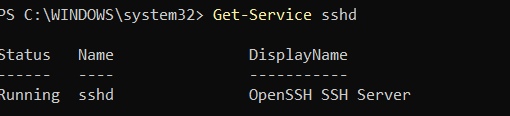 PS C:\WINDOWS\system32> Get-Service sshd
Status   Name               DisplayName
------   ----               -----------
Running  sshd               OpenSSH SSH Server